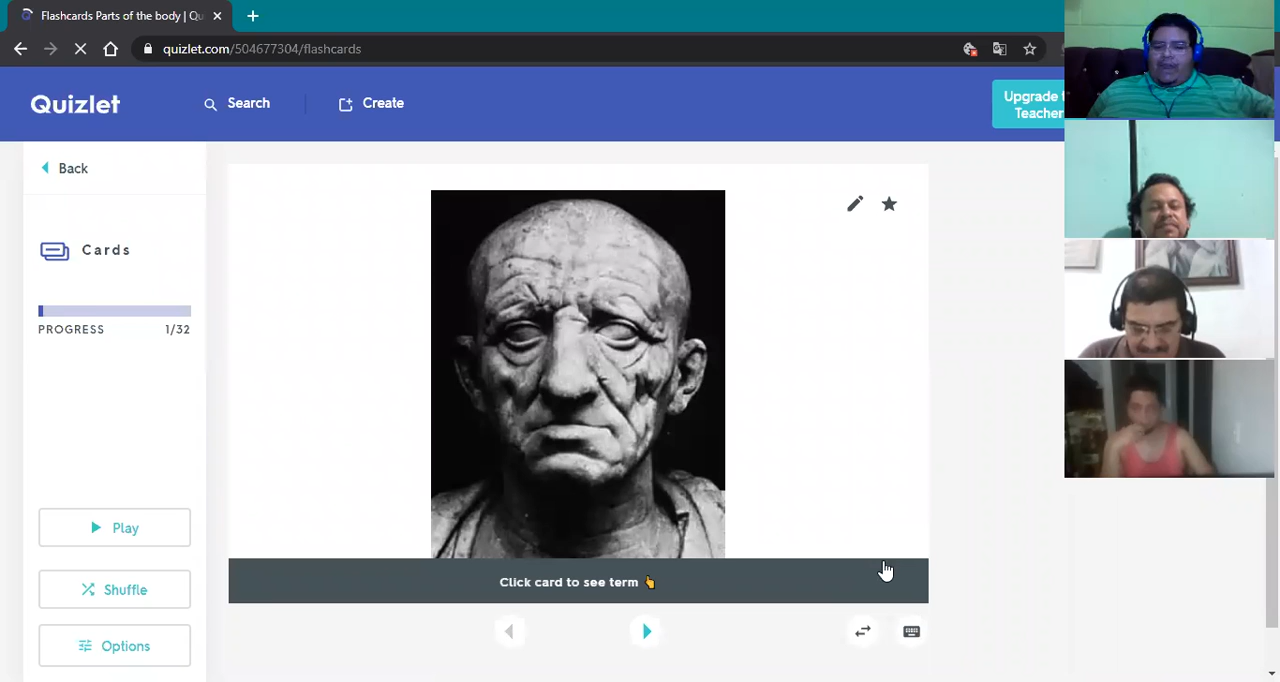 Flashcards Parts of the body | Qu
quizlet.com/504677304/flashcards
Quizlet
Search
Create
Upgrade
Teacher
Back
Cards
PROGRESS 1/32
Play
Shuffle
Options
Click card to see term